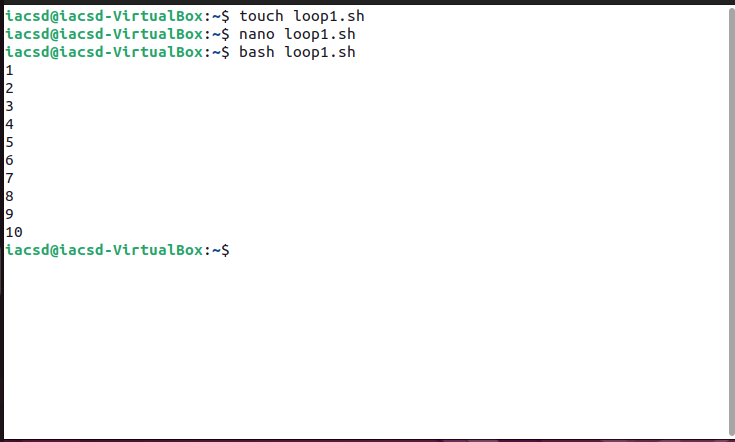 iacsd@iacsd-VirtualBox:~$ touch loop1.sh
iacsd@iacsd-VirtualBox:~$ nano loop1.sh
iacsd@iacsd-VirtualBox:~$ bash loop1.sh
1
2
3
4
5
6
7
8
9
10
iacsd@iacsd-VirtualBox:~$